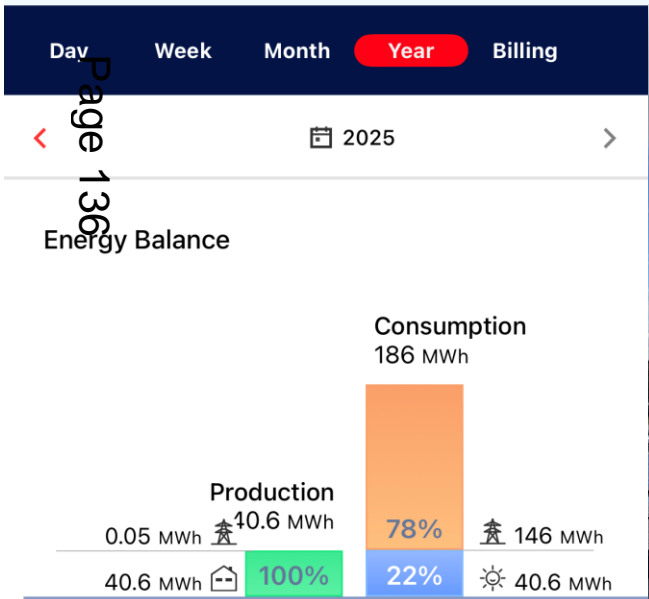 Day Week Month Year Billing
Page 136
2025
Energy Balance
Consumption
186 MWh
Production
40.6 MWh
0.05 MWh
78%
146 MWh
40.6 MWh
100%
22%
40.6 MWh